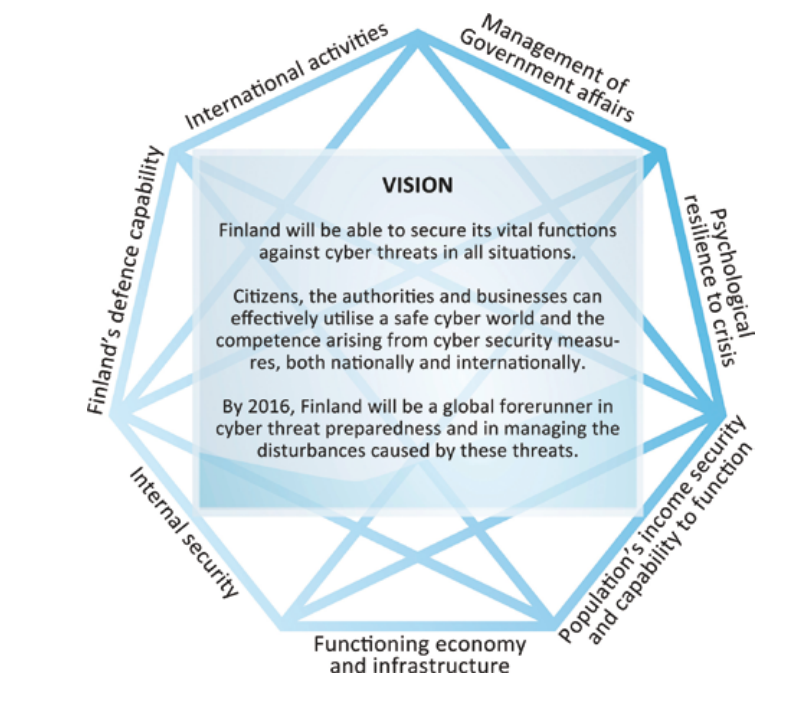 International activities
Management of
Government affairs
Finland's defence capability
VISION
Finland will be able to secure its vital functions
against cyber threats in all situations.
Citizens, the authorities and businesses can
effectively utilise a safe cyber world and the
competence arising from cyber security measu-
res, both nationally and internationally.
By 2016, Finland will be a global forerunner in
cyber threat preparedness and in managing the
disturbances caused by these threats.
Psychological
resilience to crisis
Internal security
Population's income security
and capability to function
Functioning economy
and infrastructure